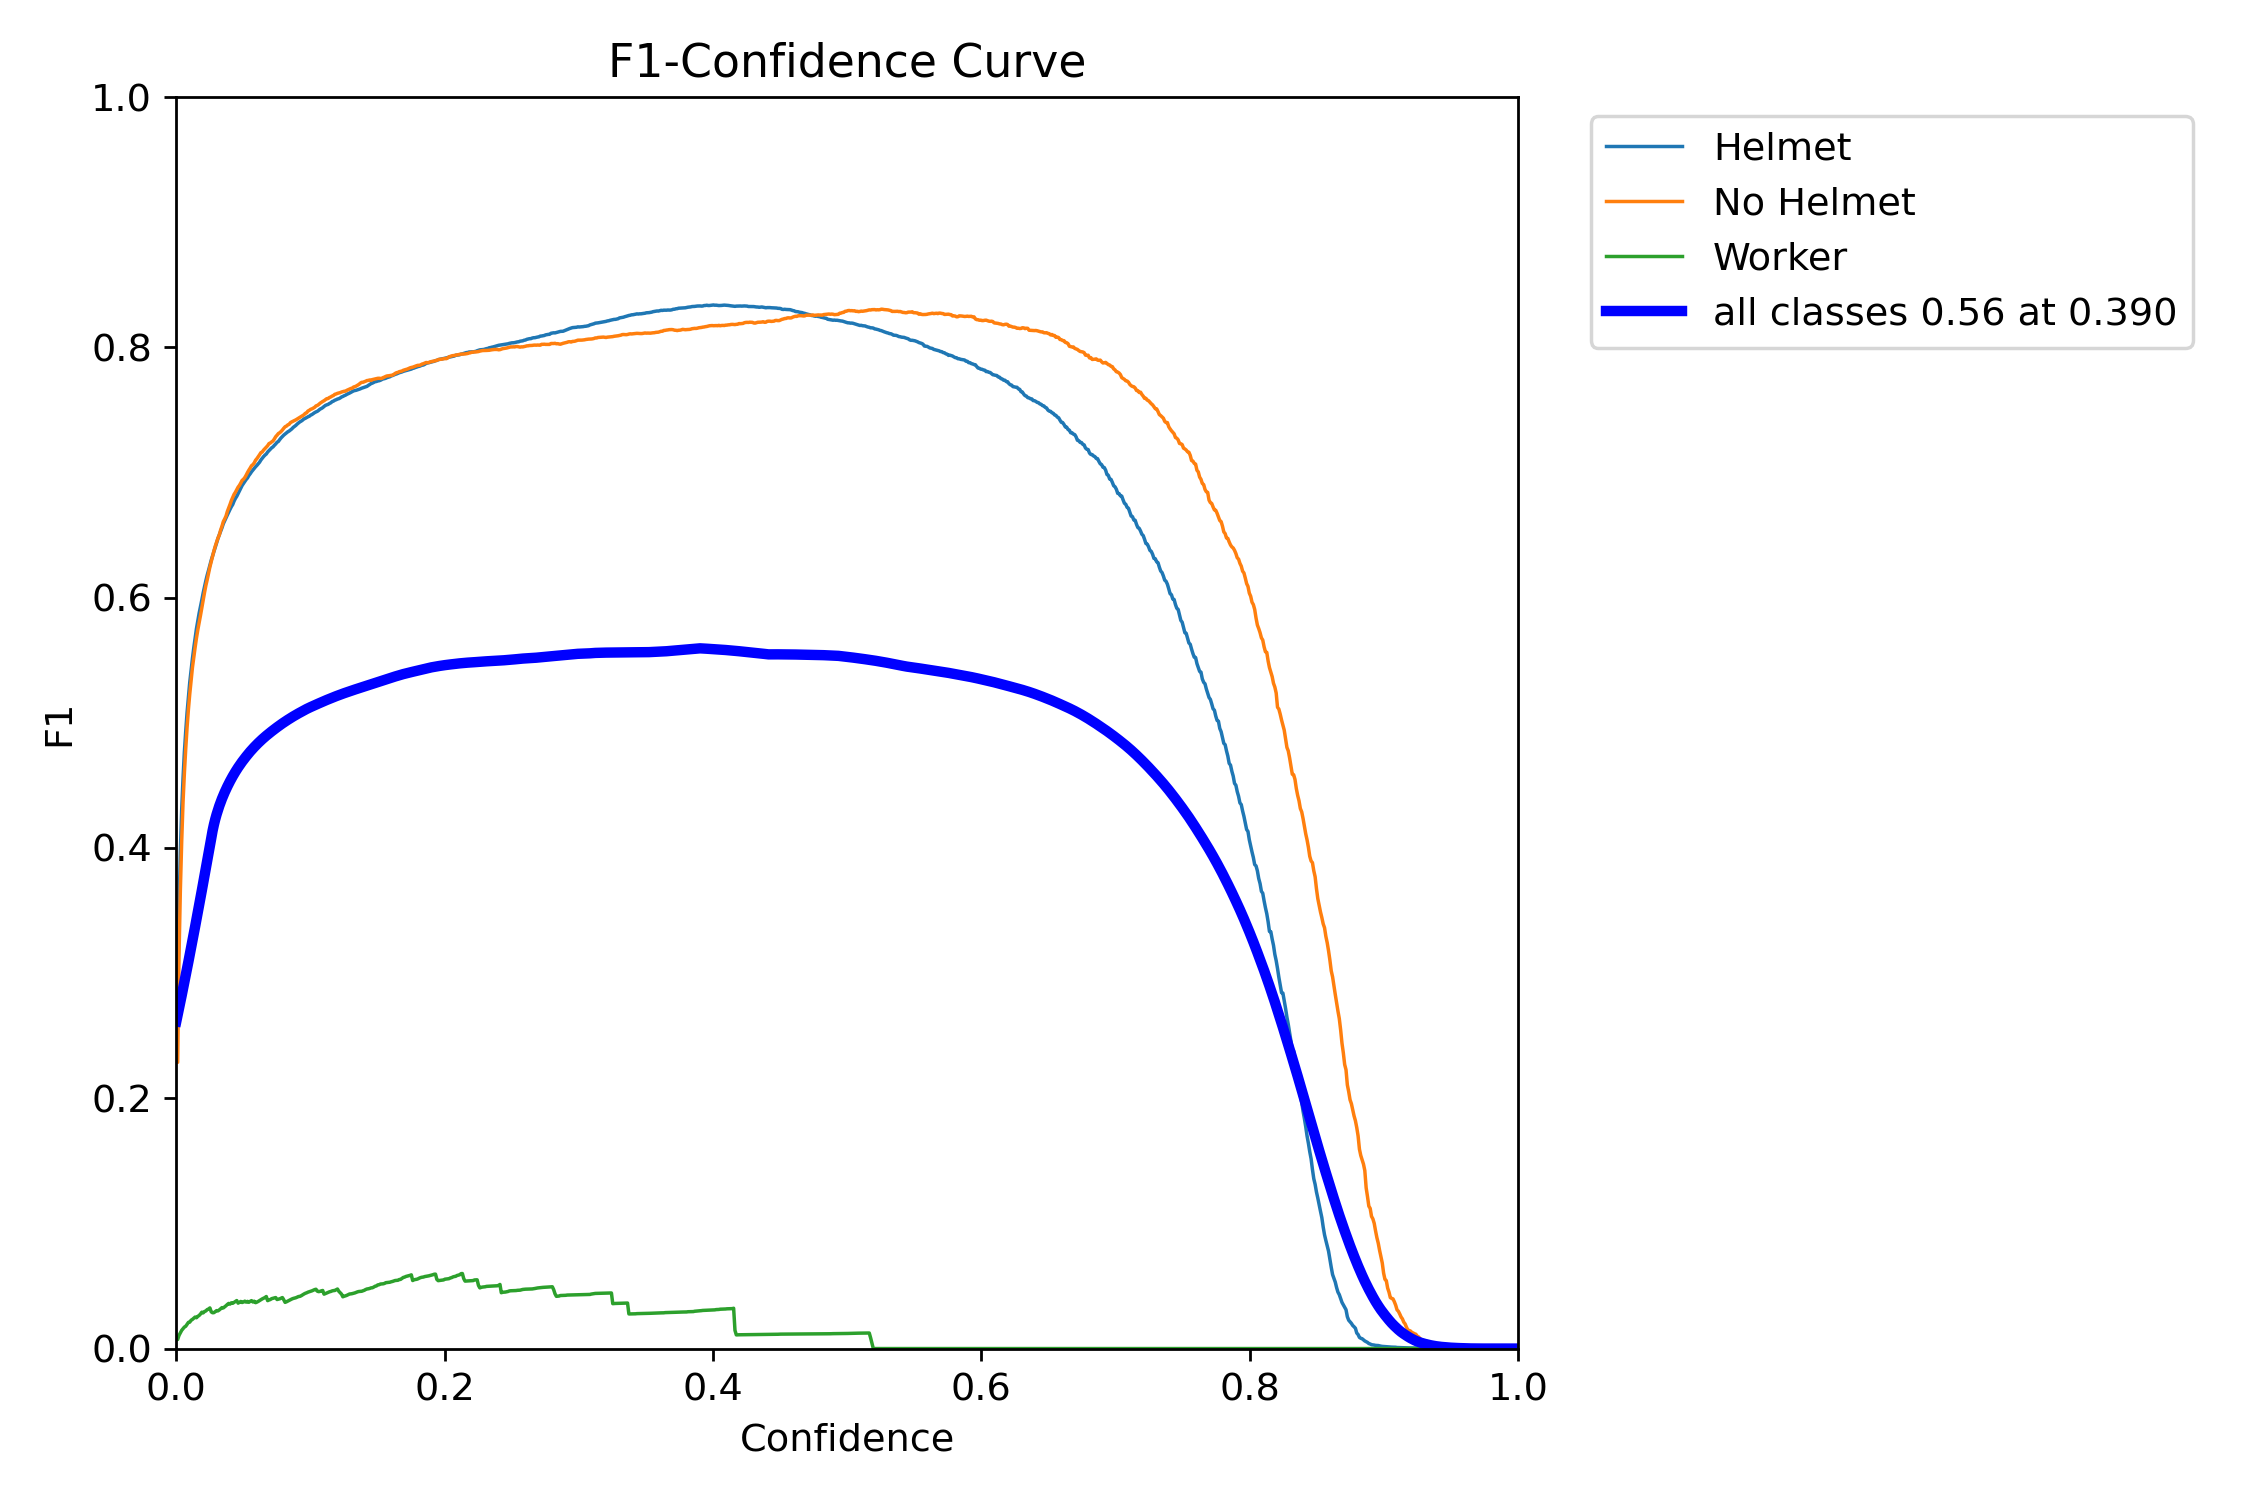 F1-Confidence Curve
1.0
0.8
0.6
0.4
0.2
0.0
F1
0.0 0.2 0.4 0.6 0.8 1.0
Confidence
Helmet
No Helmet
Worker
all classes 0.56 at 0.390